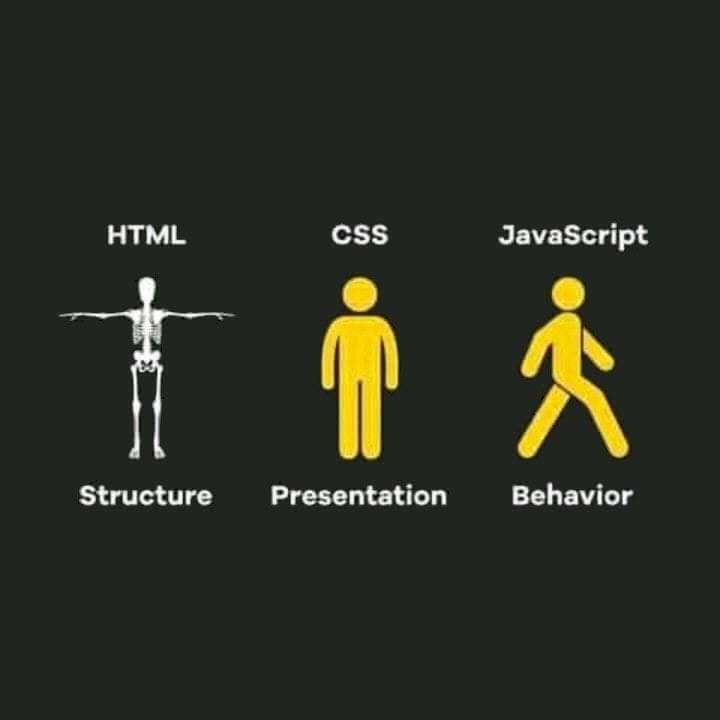 HTML
CSS
JavaScript
Structure
Presentation
Behavior